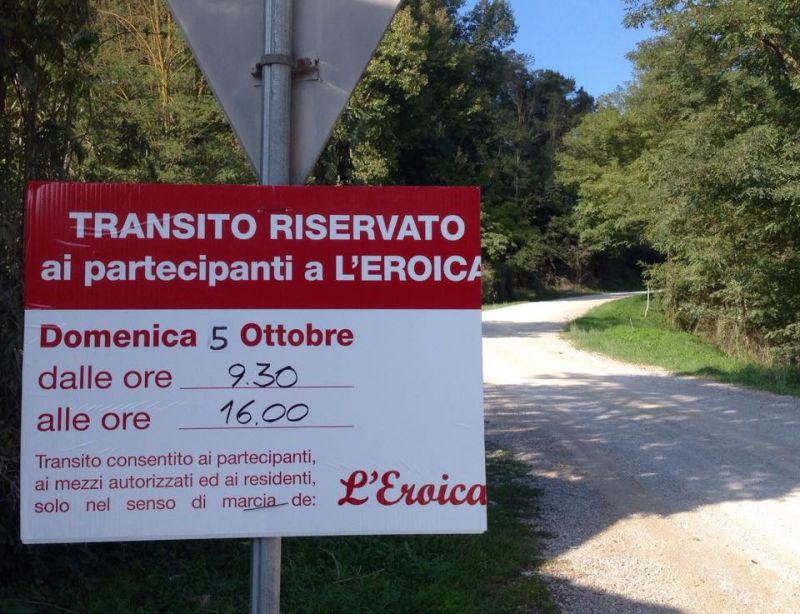 TRANSITO RISERVATO
ai partecipanti a L'EROICA
Domenica 5 Ottobre
dalle ore 9.30
alle ore 16.00
Transito consentito ai partecipanti,
ai mezzi autorizzati ed ai residenti,
solo nel senso di marcia de:
L'Eroica